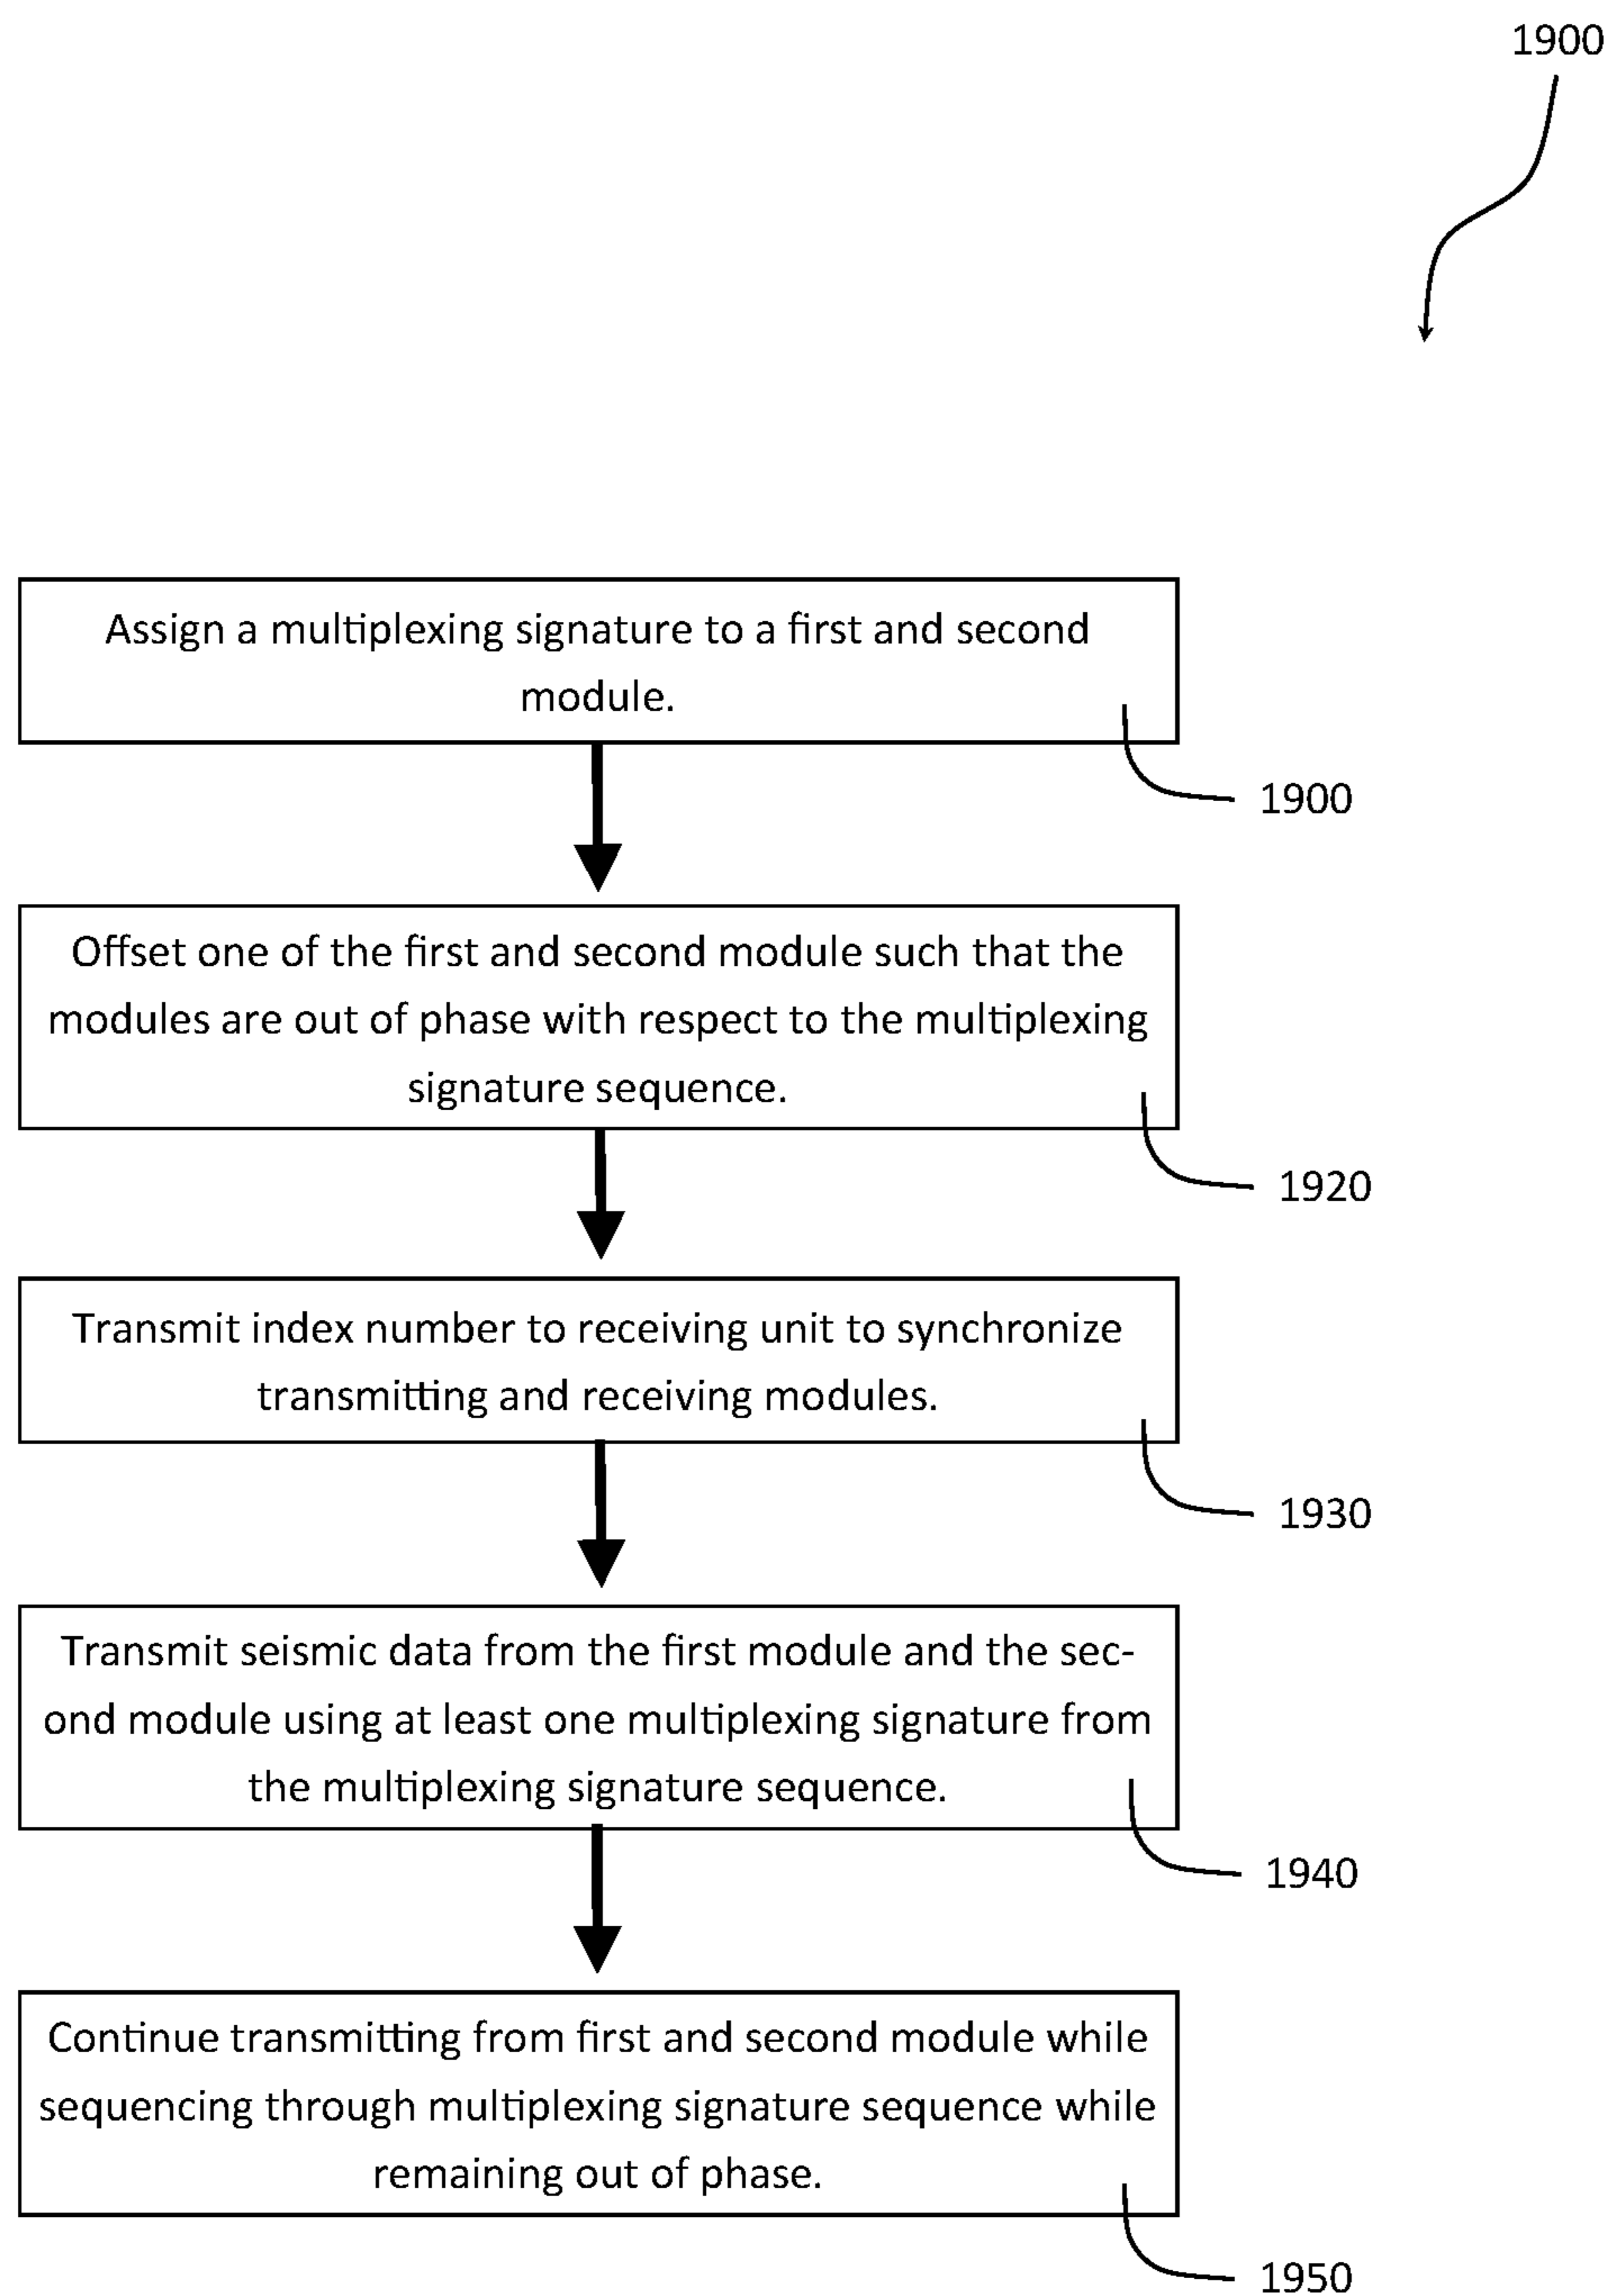 1900
Assign a multiplexing signature to a first and second
module.
1900
Offset one of the first and second module such that the
modules are out of phase with respect to the multiplexing
signature sequence.
1920
Transmit index number to receiving unit to synchronize
transmitting and receiving modules.
1930
Transmit seismic data from the first module and the sec-
ond module using at least one multiplexing signature from
the multiplexing signature sequence.
1940
Continue transmitting from first and second module while
sequencing through multiplexing signature sequence while
remaining out of phase.
1950